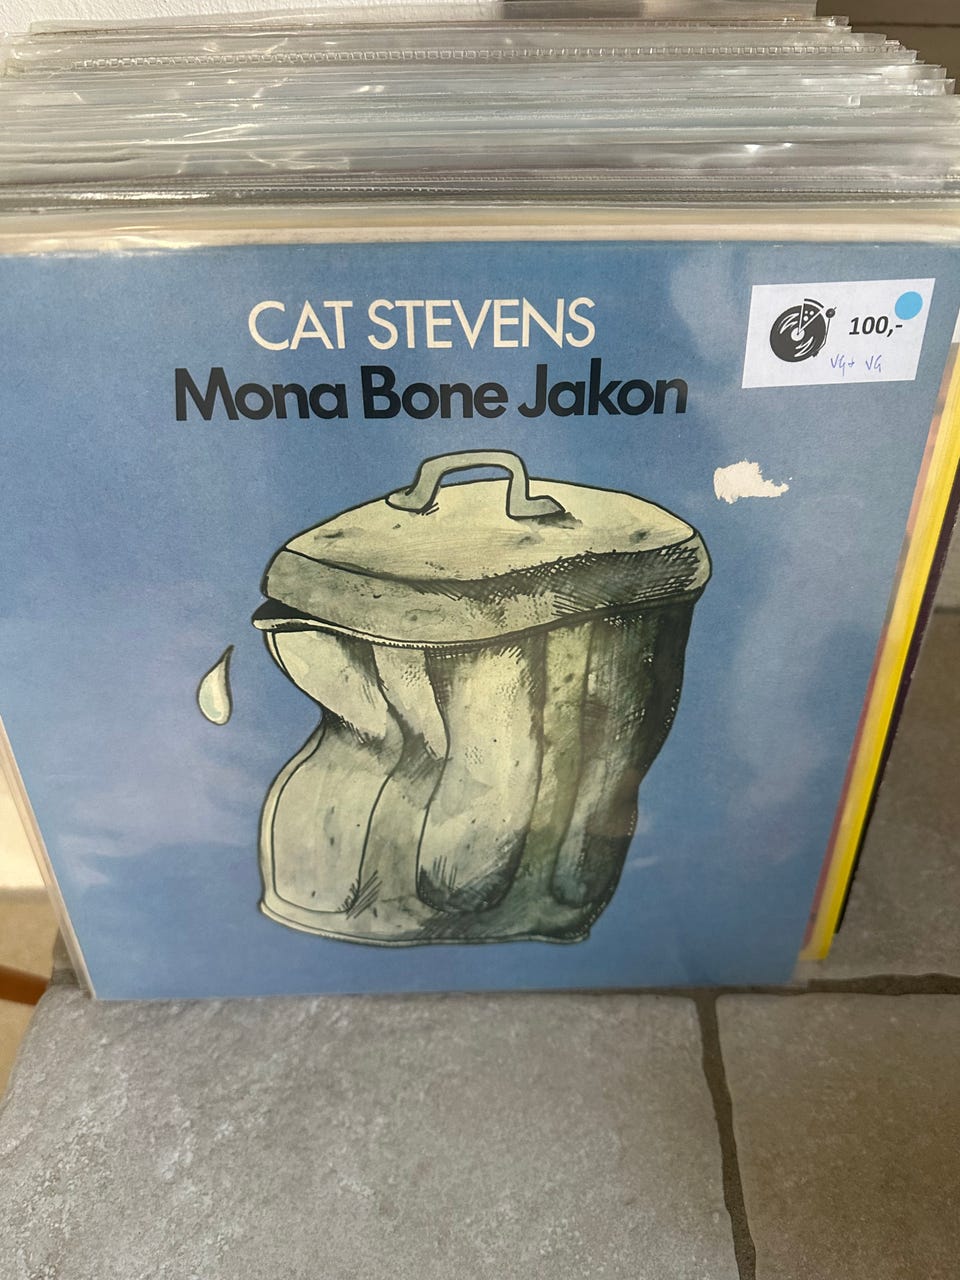 CAT STEVENS
Mona Bone Jakon
100,-
VG+ VG